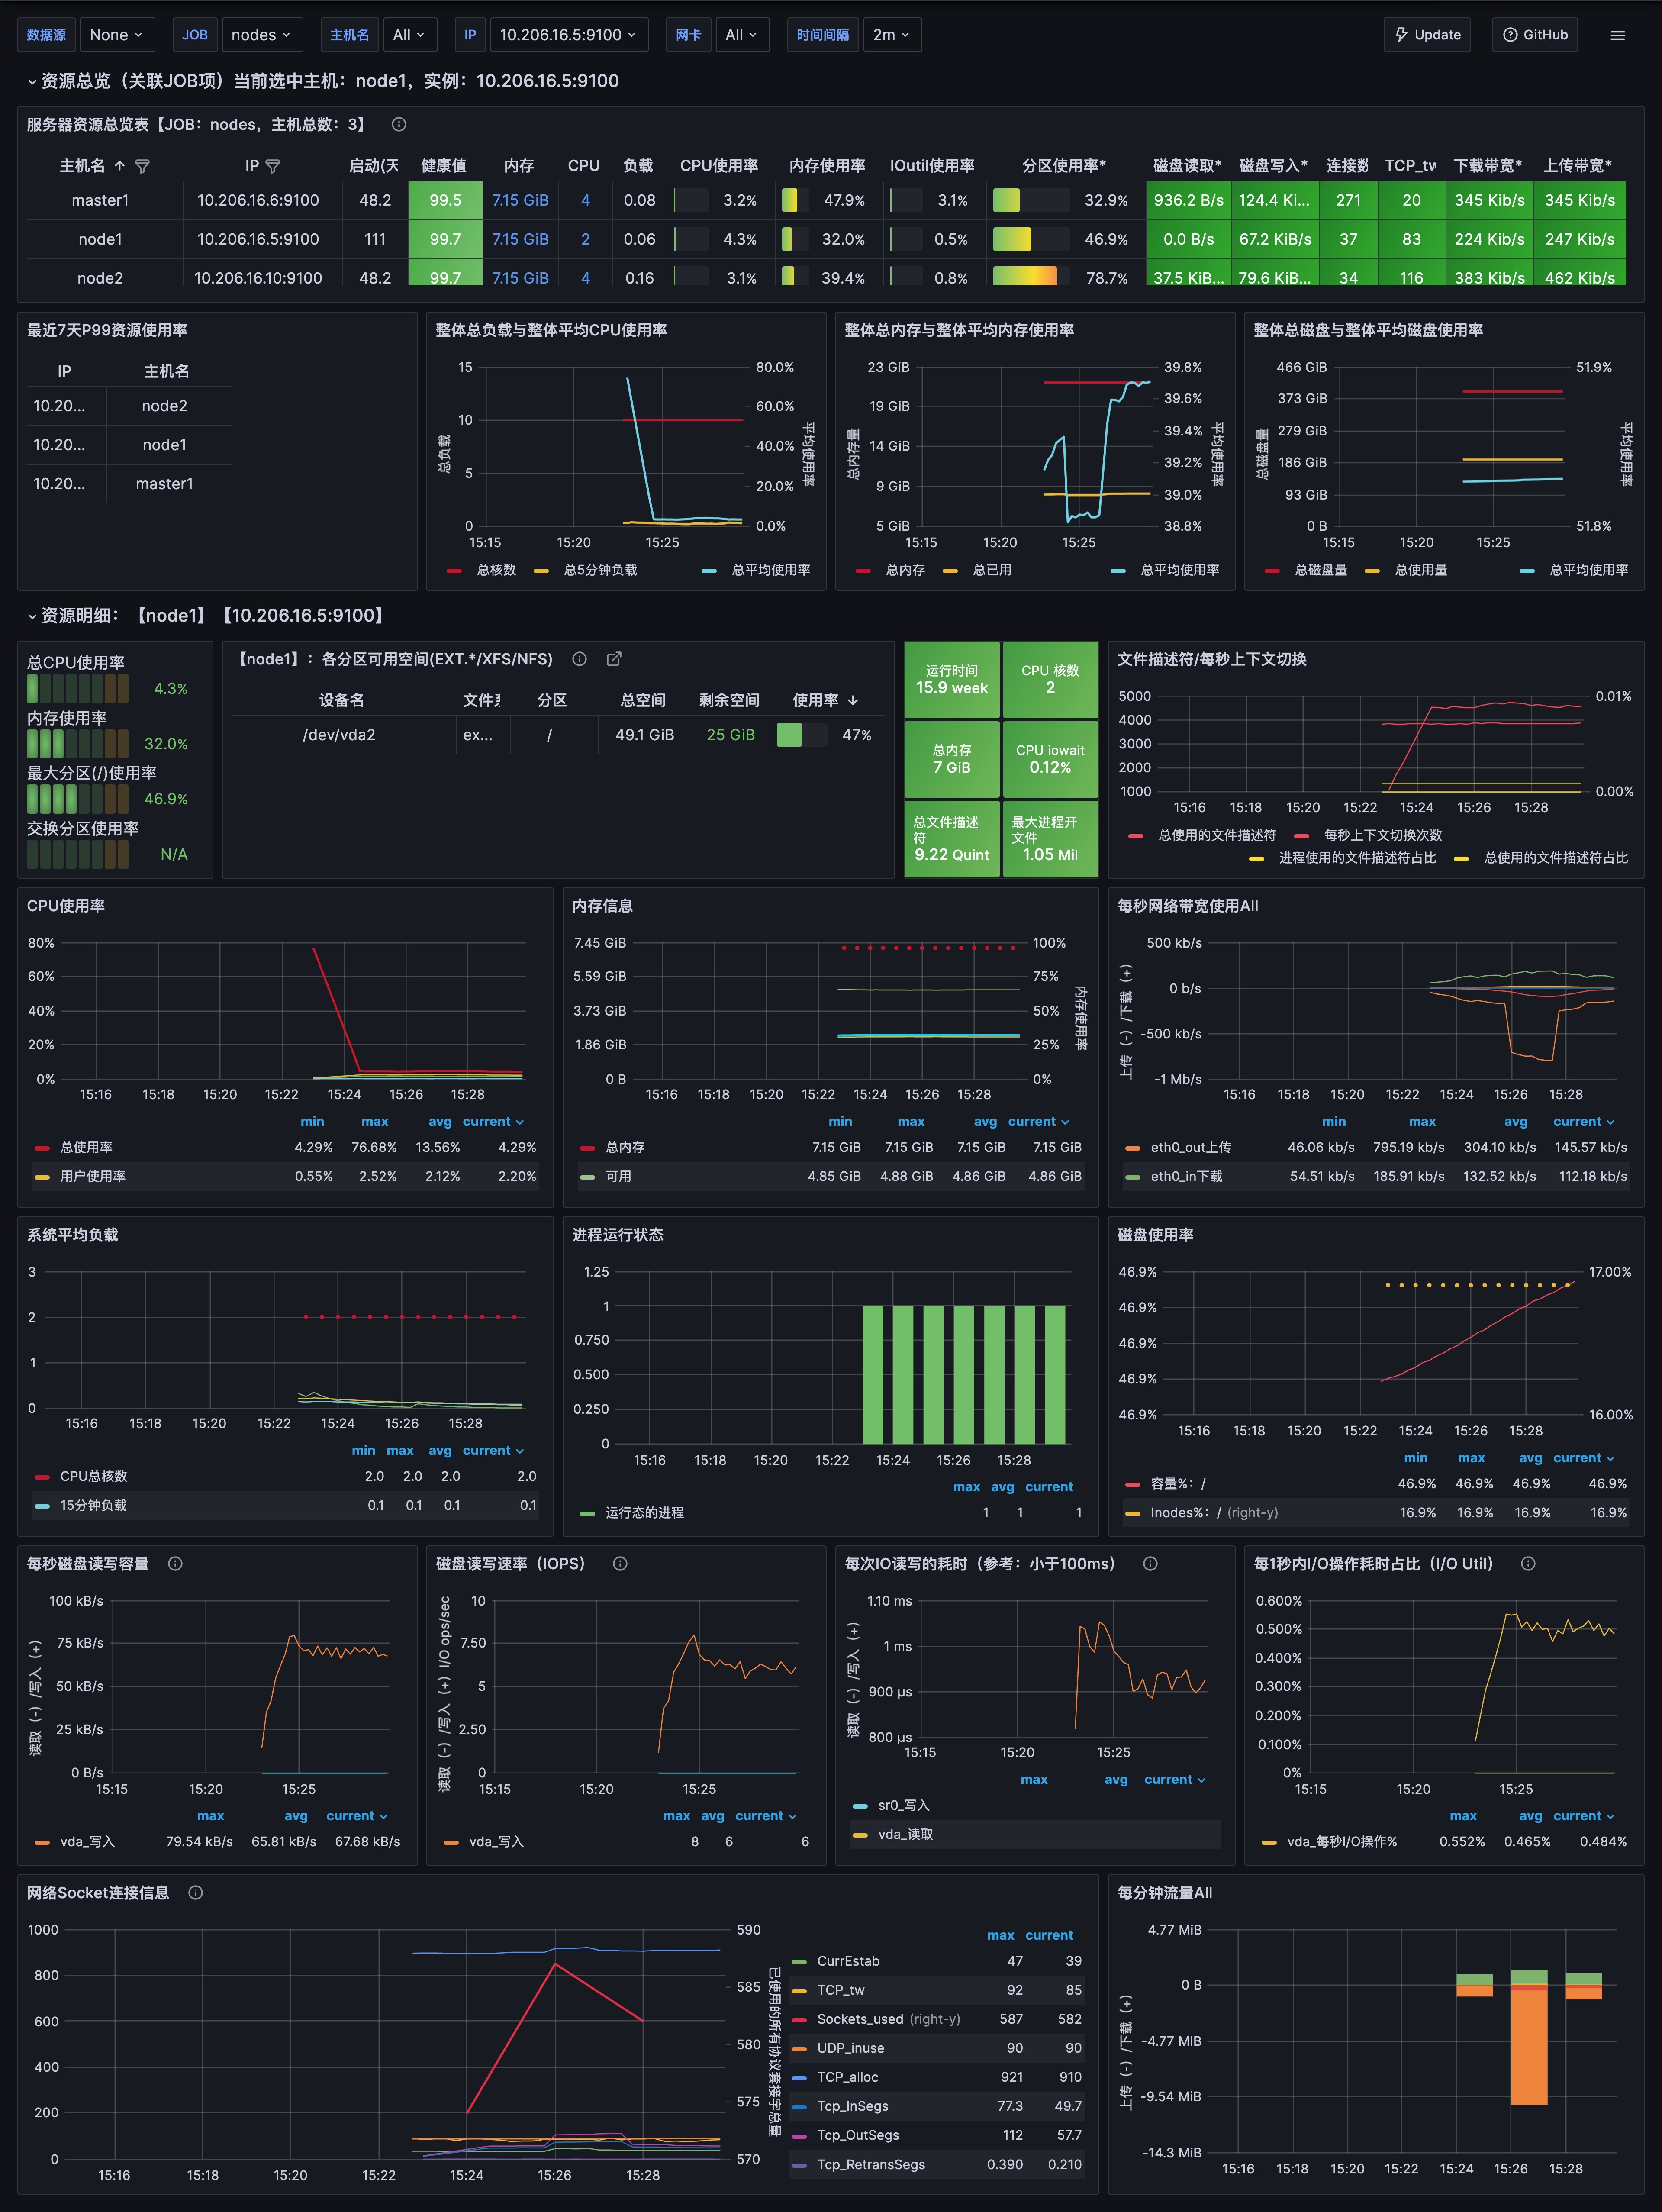 数据源 None JOB nodes 主机名 All IP 10.206.16.5:9100 网卡 All 时间间隔 2m Update GitHub
资源总览（关联JOB项）当前选中主机：node1，实例：10.206.16.5:9100
服务器资源总览表【JOB：nodes，主机总数：3】
主机名 IP 启动(天 健康值 内存 CPU 负载 CPU使用率 内存使用率 IOutil使用率 分区使用率* 磁盘读取* 磁盘写入* 连接数 TCP_tw 下载带宽* 上传带宽*
master1 10.206.16.6:9100 48.2 99.5 7.15 GiB 4 0.08 3.2% 47.9% 3.1% 32.9% 936.2 B/s 124.4 Ki... 271 20 345 Kib/s 345 Kib/s
node1 10.206.16.5:9100 111 99.7 7.15 GiB 2 0.06 4.3% 32.0% 0.5% 46.9% 0.0 B/s 67.2 KiB/s 37 83 224 Kib/s 247 Kib/s
node2 10.206.16.10:9100 48.2 99.7 7.15 GiB 4 0.16 3.1% 39.4% 0.8% 78.7% 37.5 KiB... 79.6 KiB... 34 116 383 Kib/s 462 Kib/s
最近7天P99资源使用率
IP 主机名
10.20... node2
10.20... node1
10.20... master1
整体总负载与整体平均CPU使用率
15 80.0%
60.0%
10
40.0%
5
20.0%
0 0.0%
总负载
平均使用率
15:15 15:20 15:25
总核数 总5分钟负载 总平均使用率
整体总内存与整体平均内存使用率
23 GiB 39.8%
39.6%
19 GiB
39.4%
14 GiB
39.2%
9 GiB 39.0%
5 GiB 38.8%
总内存量
平均使用率
15:15 15:20 15:25
总内存 总已用 总平均使用率
整体总磁盘与整体平均磁盘使用率
466 GiB 51.9%
373 GiB
279 GiB
186 GiB
93 GiB
0 B 51.8%
总磁盘量
平均使用率
15:15 15:20 15:25
总磁盘量 总使用量 总平均使用率
资源明细：【node1】【10.206.16.5:9100】
总CPU使用率
4.3%
内存使用率
32.0%
最大分区(/)使用率
46.9%
交换分区使用率
N/A
【node1】：各分区可用空间(EXT.*/XFS/NFS)
设备名 文件系 分区 总空间 剩余空间 使用率
/dev/vda2 ex... / 49.1 GiB 25 GiB 47%
运行时间
15.9 week
CPU 核数
2
总内存
7 GiB
CPU iowait
0.12%
总文件描述
符
9.22 Quint
最大进程开
文件
1.05 Mil
文件描述符/每秒上下文切换
5000 0.01%
4000
3000
2000
1000 0.00%
15:16 15:18 15:20 15:22 15:24 15:26 15:28
总使用的文件描述符 每秒上下文切换次数
进程使用的文件描述符占比 总使用的文件描述符占比
CPU使用率
80%
60%
40%
20%
0%
15:16 15:18 15:20 15:22 15:24 15:26 15:28
min max avg current
总使用率 4.29% 76.68% 13.56% 4.29%
用户使用率 0.55% 2.52% 2.12% 2.20%
内存信息
7.45 GiB 100%
5.59 GiB 75%
3.73 GiB 50%
1.86 GiB 25%
0 B 0%
内存使用率
15:16 15:18 15:20 15:22 15:24 15:26 15:28
min max avg current
总内存 7.15 GiB 7.15 GiB 7.15 GiB 7.15 GiB
可用 4.85 GiB 4.88 GiB 4.86 GiB 4.86 GiB
每秒网络带宽使用All
500 kb/s
0 b/s
-500 kb/s
-1 Mb/s
上传（-）/下载（+）
15:16 15:18 15:20 15:22 15:24 15:26 15:28
min max avg current
eth0_out上传 46.06 kb/s 795.19 kb/s 304.10 kb/s 145.57 kb/s
eth0_in下载 54.51 kb/s 185.91 kb/s 132.52 kb/s 112.18 kb/s
系统平均负载
3
2
1
0
15:16 15:18 15:20 15:22 15:24 15:26 15:28
min max avg current
CPU总核数 2.0 2.0 2.0 2.0
15分钟负载 0.1 0.1 0.1 0.1
进程运行状态
1.25
1
0.750
0.500
0.250
0
15:16 15:18 15:20 15:22 15:24 15:26 15:28
max avg current
运行态的进程 1 1 1
磁盘使用率
46.9% 17.00%
46.9%
46.9%
46.9%
46.9% 16.00%
15:16 15:18 15:20 15:22 15:24 15:26 15:28
min max avg current
容量%：/ 46.9% 46.9% 46.9% 46.9%
Inodes%：/ (right-y) 16.9% 16.9% 16.9% 16.9%
每秒磁盘读写容量
100 kB/s
75 kB/s
50 kB/s
25 kB/s
0 B/s
读取（-）/写入（+）
15:15 15:20 15:25
max avg current
vda_写入 79.54 kB/s 65.81 kB/s 67.68 kB/s
磁盘读写速率（IOPS）
10
7.50
5
2.50
0
读取（-）/写入（+）I/O ops/sec
15:15 15:20 15:25
max avg current
vda_写入 8 6 6
每次IO读写的耗时（参考：小于100ms）
1.10 ms
1 ms
900 µs
800 µs
读取（-）/写入（+）
15:15 15:20 15:25
max avg current
sr0_写入
vda_读取
每1秒内I/O操作耗时占比（I/O Util）
0.600%
0.500%
0.400%
0.300%
0.200%
0.100%
0%
15:15 15:20 15:25
max avg current
vda_每秒I/O操作% 0.552% 0.465% 0.484%
网络Socket连接信息
1000 590
800 585
600
580
400
575
200
0 570
已使用的所有协议套接字总量
15:16 15:18 15:20 15:22 15:24 15:26 15:28
max current
CurrEstab 47 39
TCP_tw 92 85
Sockets_used (right-y) 587 582
UDP_inuse 90 90
TCP_alloc 921 910
Tcp_InSegs 77.3 49.7
Tcp_OutSegs 112 57.7
Tcp_RetransSegs 0.390 0.210
每分钟流量All
4.77 MiB
0 B
-4.77 MiB
-9.54 MiB
-14.3 MiB
上传（-）/下载（+）
15:16 15:18 15:20 15:22 15:24 15:26 15:28